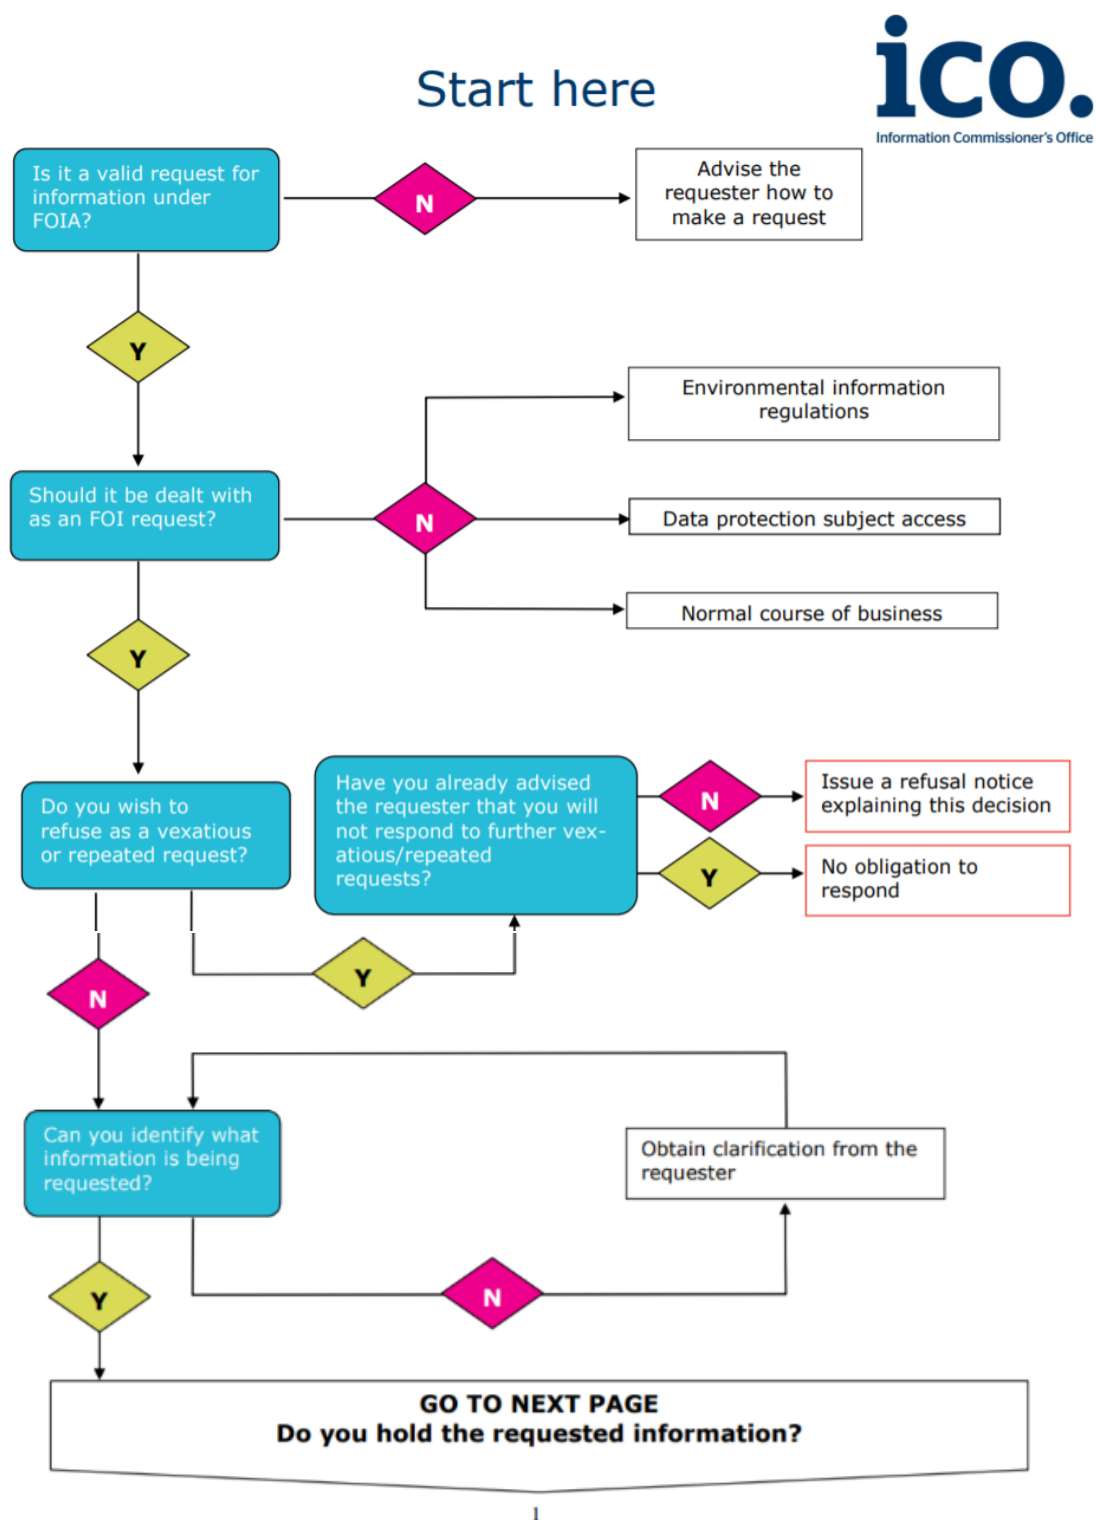 Start here
ico.
Information Commissioner's Office
Is it a valid request for
information under
FOIA?
N
Advise the
requester how to
make a request
Y
Environmental information
regulations
Should it be dealt with
as an FOI request?
N
Data protection subject access
Normal course of business
Y
Do you wish to
refuse as a vexatious
or repeated request?
Have you already advised
the requester that you will
not respond to further vex-
atious/repeated
requests?
N
Issue a refusal notice
explaining this decision
Y
No obligation to
respond
Y
N
Can you identify what
information is being
requested?
Obtain clarification from the
requester
Y
N
GO TO NEXT PAGE
Do you hold the requested information?
1